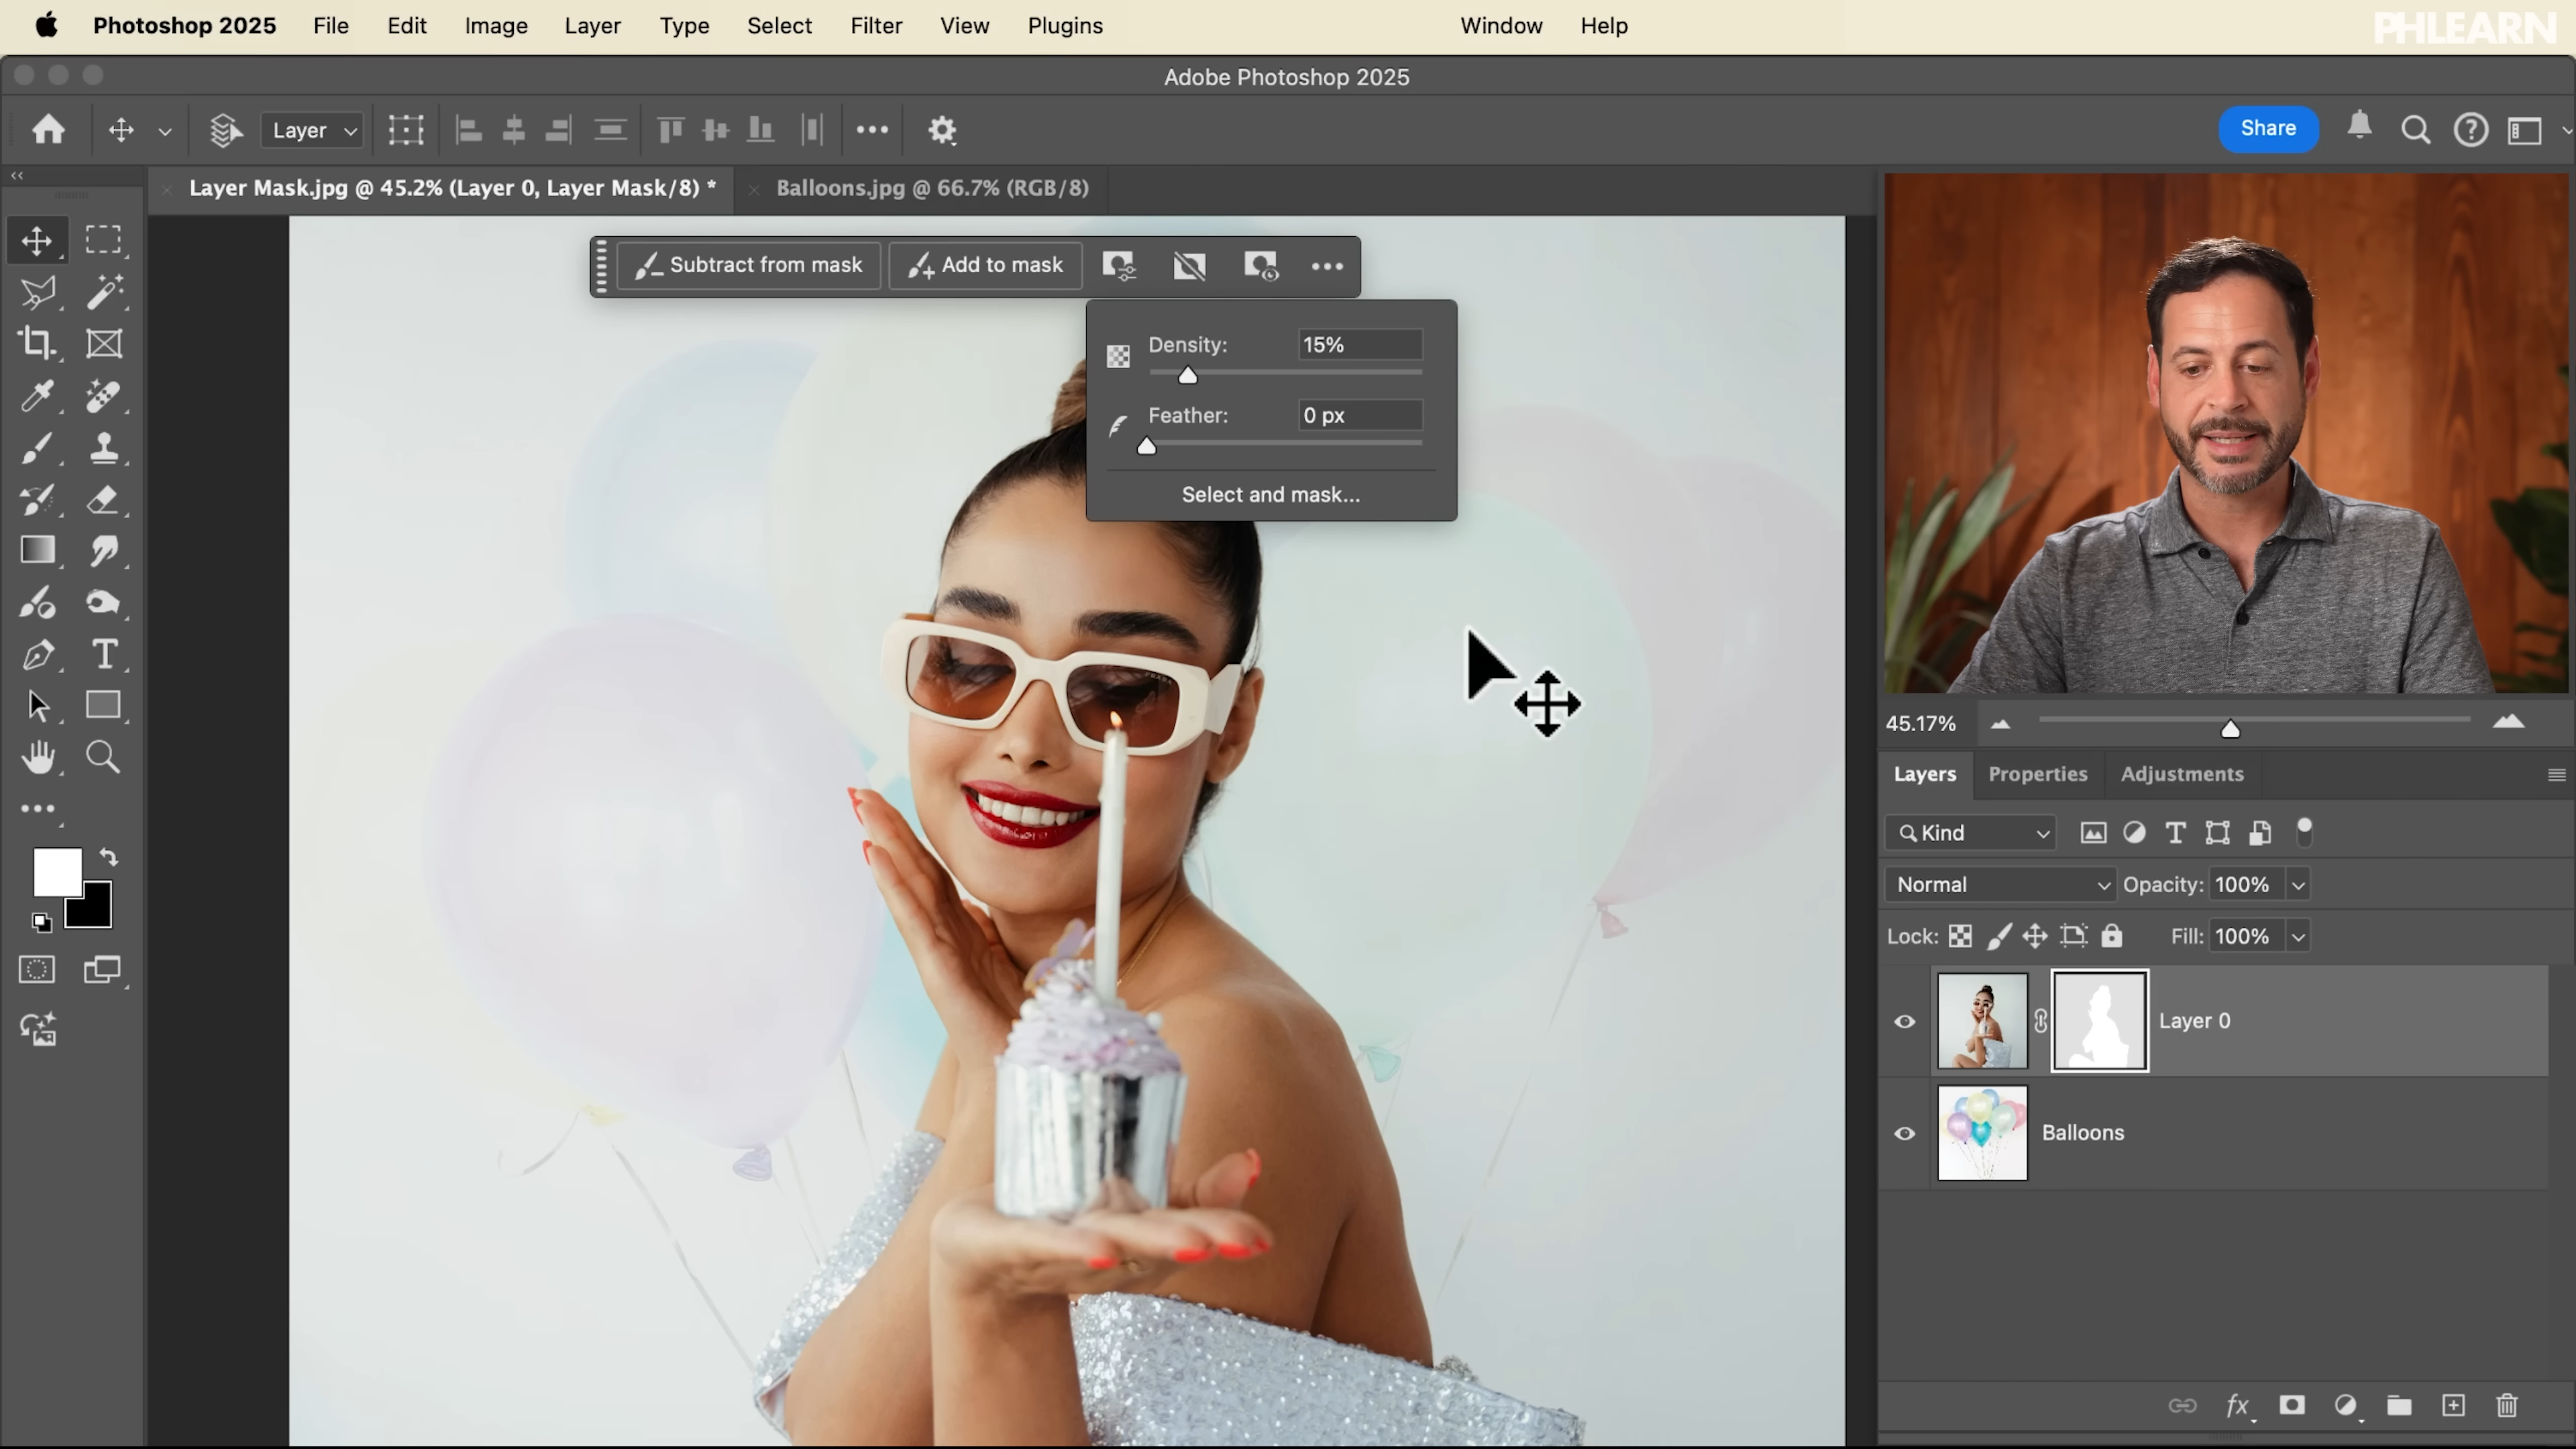 Photoshop 2025 File Edit Image Layer Type Select Filter View Plugins Window Help
PHLEARN
Adobe Photoshop 2025
Layer
Share
Layer Mask.jpg @ 45.2% (Layer 0, Layer Mask/8) *
Balloons.jpg @ 66.7% (RGB/8)
Subtract from mask
Add to mask
Density: 15%
Feather: 0 px
Select and mask...
PRADA
45.17%
Layers Properties Adjustments
Kind
Normal Opacity: 100%
Lock: Fill: 100%
Layer 0
Balloons
fx